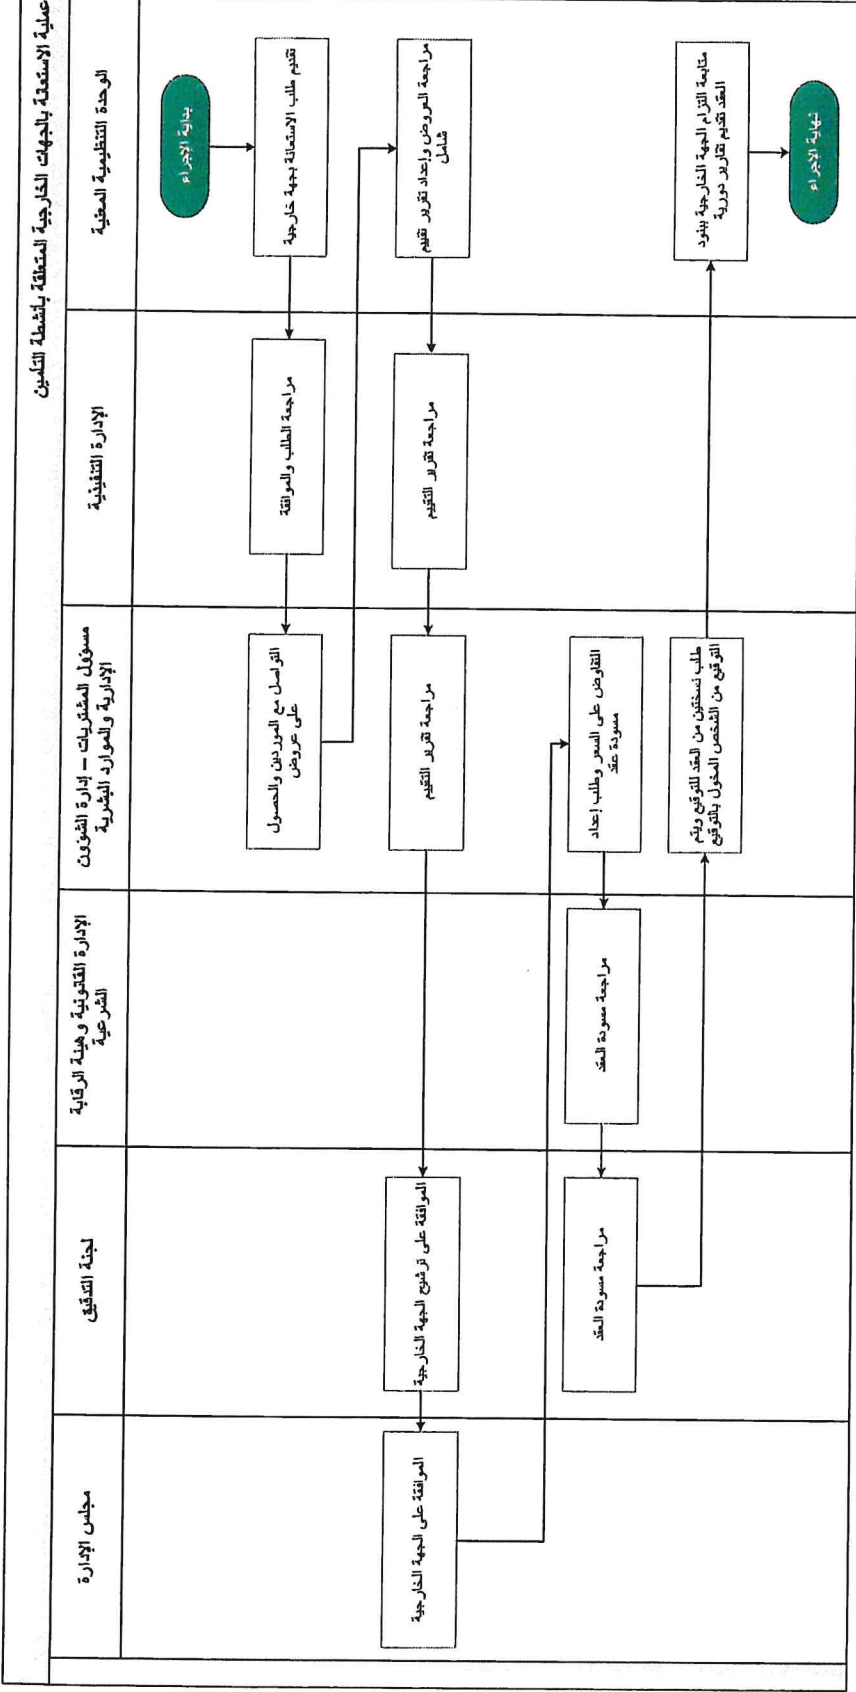 عملية الاستعانة بالجهات الخارجية المتعلقة بأنشطة التأمين
الوحدة التنظيمية المعنية
الإدارة التنفيذية
مسؤول المشتريات – إدارة الشؤون
الإدارية والموارد البشرية
الإدارة القانونية وهيئة الرقابة
الشرعية
لجنة التدقيق
مجلس الإدارة
بداية الاجراء
تقديم طلب الاستعانة بجهة خارجية
مراجعة الطلب والموافقة
التواصل مع الموردين والحصول
على عروض
مراجعة العروض وإعداد تقرير تقييم
شامل
مراجعة تقرير التقييم
مراجعة تقرير التقييم
الموافقة على ترشيح الجهة الخارجية
الموافقة على الجهة الخارجية
التفاوض على السعر وطلب إعداد
مسودة عقد
مراجعة مسودة العقد
مراجعة مسودة العقد
طلب نسختين من العقد للتوقيع ويتم
التوقيع من الشخص المخول بالتوقيع
متابعة التزام الجهة الخارجية ببنود
العقد تقديم تقارير دورية
نهاية الاجراء